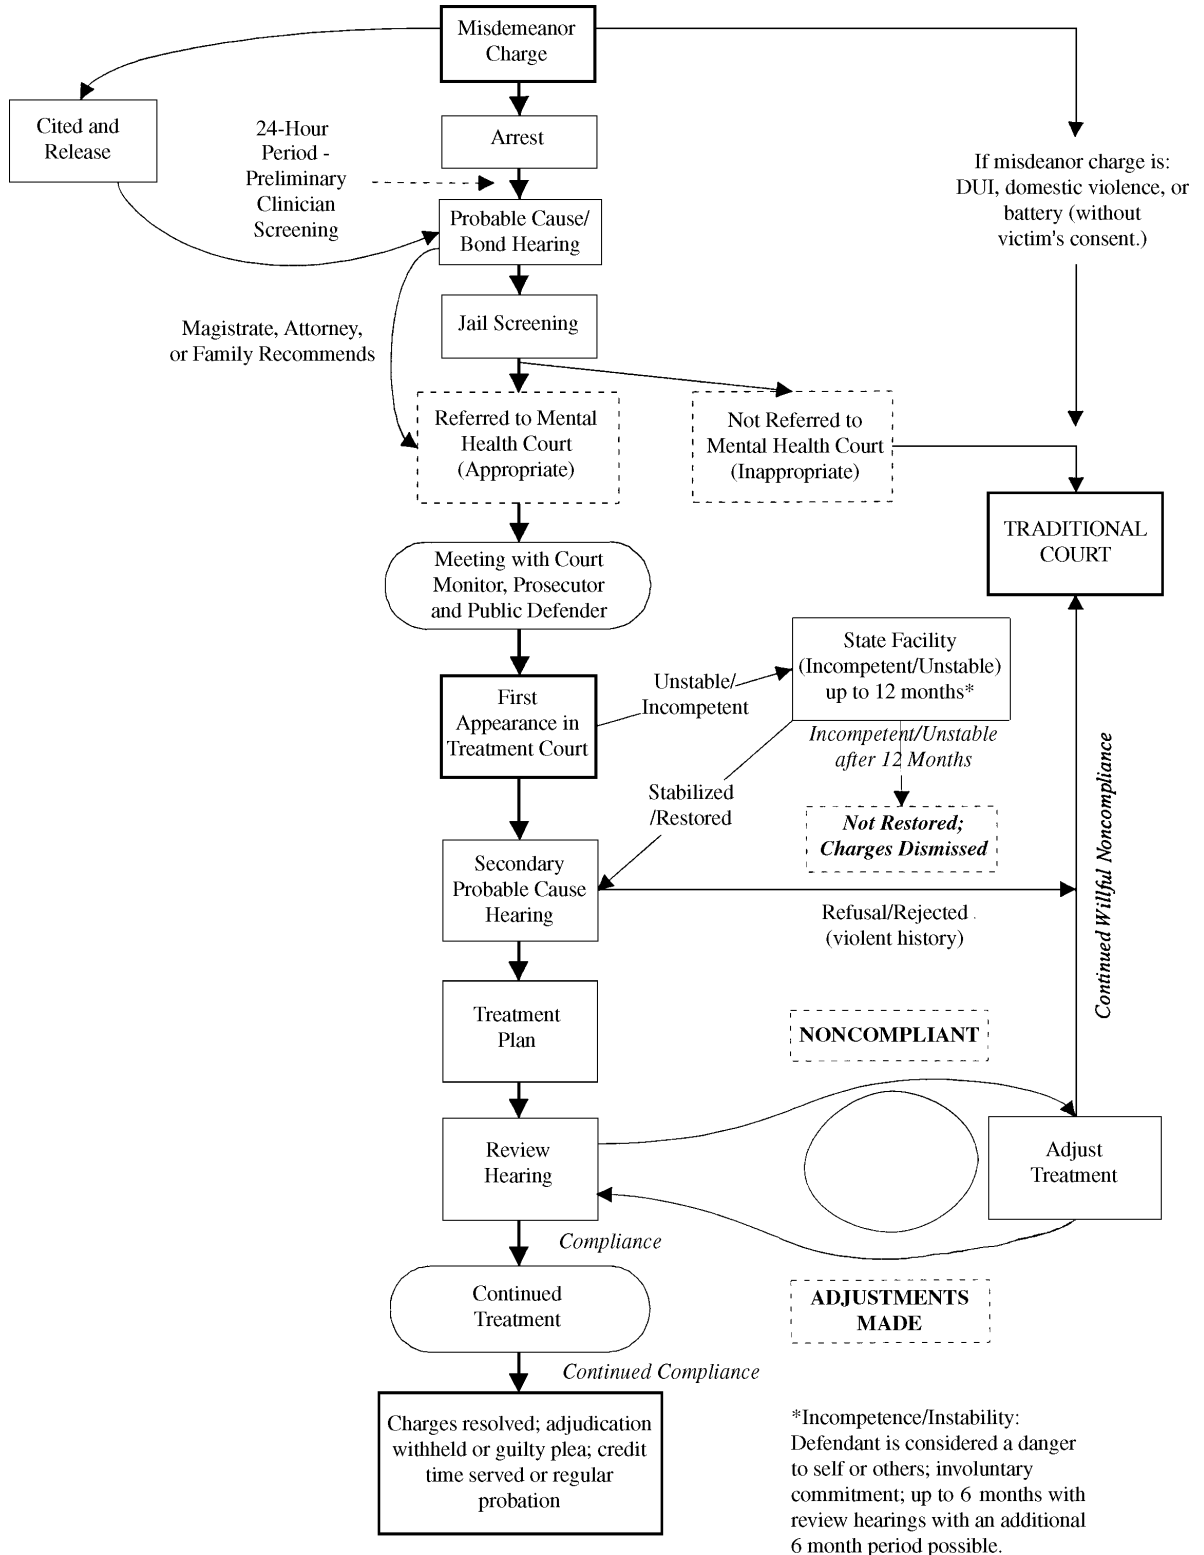 Misdemeanor
Charge
Cited and
Release
24-Hour
Period -
Preliminary
Clinician
Screening
Arrest
If misdeanor charge is:
DUI, domestic violence, or
battery (without
victim's consent.)
Probable Cause/
Bond Hearing
Jail Screening
Magistrate, Attorney,
or Family Recommends
Referred to Mental
Health Court
(Appropriate)
Not Referred to
Mental Health Court
(Inappropriate)
TRADITIONAL
COURT
Meeting with Court
Monitor, Prosecutor
and Public Defender
First
Appearance in
Treatment Court
Unstable/
Incompetent
State Facility
(Incompetent/Unstable)
up to 12 months*
Incompetent/Unstable
after 12 Months
Stabilized
/Restored
Not Restored;
Charges Dismissed
Continued Willful Noncompliance
Secondary
Probable Cause
Hearing
Refusal/Rejected
(violent history)
Treatment
Plan
NONCOMPLIANT
Review
Hearing
Adjust
Treatment
Compliance
Continued
Treatment
ADJUSTMENTS
MADE
Continued Compliance
Charges resolved; adjudication
withheld or guilty plea; credit
time served or regular
probation
*Incompetence/Instability:
Defendant is considered a danger
to self or others; involuntary
commitment; up to 6 months with
review hearings with an additional
6 month period possible.